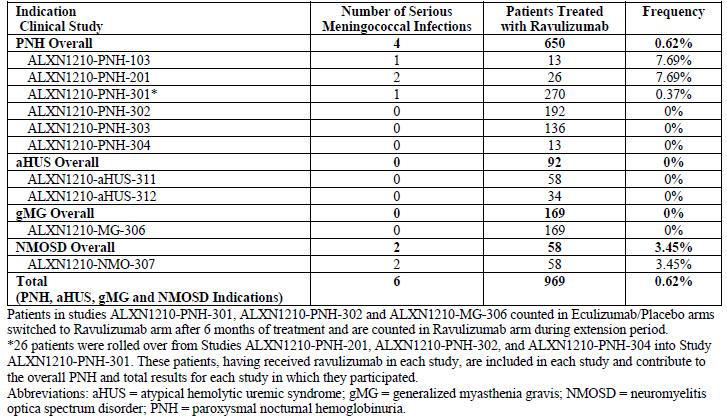 Indication
Clinical Study
Number of Serious
Meningococcal Infections
Patients Treated
with Ravulizumab
Frequency
PNH Overall 4 650 0.62%
ALXN1210-PNH-103 1 13 7.69%
ALXN1210-PNH-201 2 26 7.69%
ALXN1210-PNH-301* 1 270 0.37%
ALXN1210-PNH-302 0 192 0%
ALXN1210-PNH-303 0 136 0%
ALXN1210-PNH-304 0 13 0%
aHUS Overall 0 92 0%
ALXN1210-aHUS-311 0 58 0%
ALXN1210-aHUS-312 0 34 0%
gMG Overall 0 169 0%
ALXN1210-MG-306 0 169 0%
NMOSD Overall 2 58 3.45%
ALXN1210-NMO-307 2 58 3.45%
Total 6 969 0.62%
(PNH, aHUS, gMG and NMOSD Indications)
Patients in studies ALXN1210-PNH-301, ALXN1210-PNH-302 and ALXN1210-MG-306 counted in Eculizumab/Placebo arms
switched to Ravulizumab arm after 6 months of treatment and are counted in Ravulizumab arm during extension period.
*26 patients were rolled over from Studies ALXN1210-PNH-201, ALXN1210-PNH-302, and ALXN1210-PNH-304 into Study
ALXN1210-PNH-301. These patients, having received ravulizumab in each study, are included in each study and contribute to
the overall PNH and total results for each study in which they participated.
Abbreviations: aHUS = atypical hemolytic uremic syndrome; gMG = generalized myasthenia gravis; NMOSD = neuromyelitis
optica spectrum disorder; PNH = paroxysmal nocturnal hemoglobinuria.